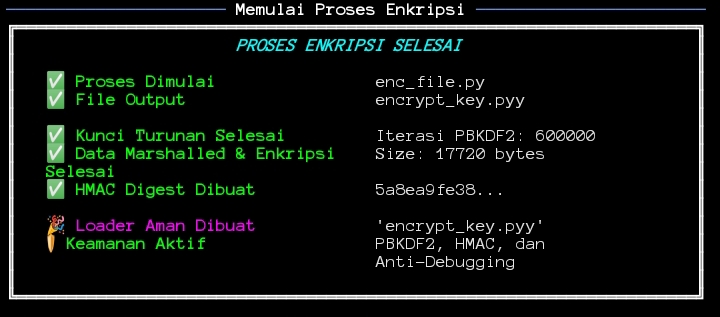 Memulai Proses Enkripsi
PROSES ENKRIPSI SELESAI
✅ Proses Dimulai enc_file.py
✅ File Output encrypt_key.pyy
✅ Kunci Turunan Selesai Iterasi PBKDF2: 600000
✅ Data Marshalled & Enkripsi Size: 17720 bytes
Selesai
✅ HMAC Digest Dibuat 5a8ea9fe38...
🎉 Loader Aman Dibuat 'encrypt_key.pyy'
Keamanan Aktif PBKDF2, HMAC, dan
Anti-Debugging